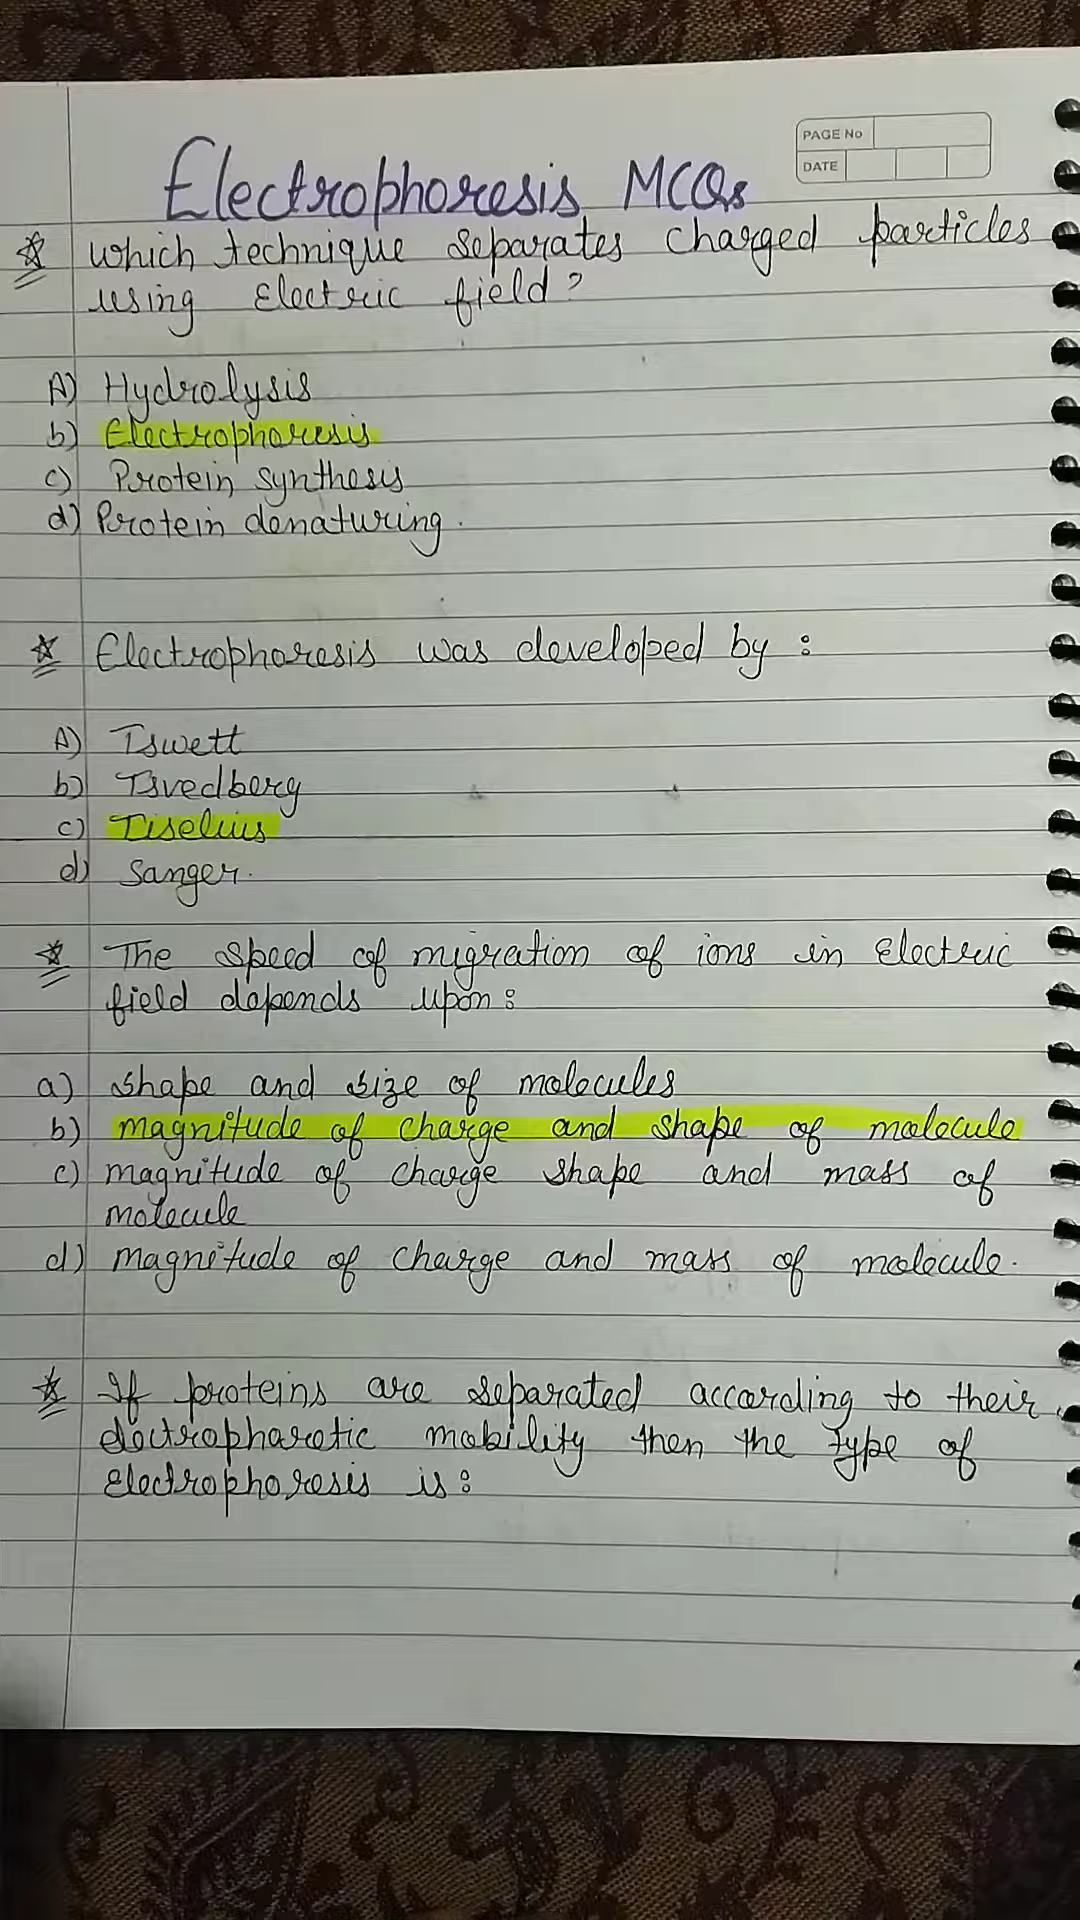 PAGE No
DATE
Electrophoresis MCQs
which technique separates charged particles
using Electric field?
A) Hydrolysis
b) Electrophoresis
c) Protein synthesis
d) Protein denaturing.
Electrophoresis was developed by :
A) Tswett
b) Tsvedberg
c) Tiselius
d) Sanger.
The speed of migration of ions in Electric
field depends upon :
a) shape and size of molecules
b) magnitude of charge and shape of molecule
c) magnitude of charge shape and mass of
molecule
d) magnitude of charge and mass of molecule.
If proteins are separated according to their
electrophoretic mobility then the type of
Electrophoresis is :